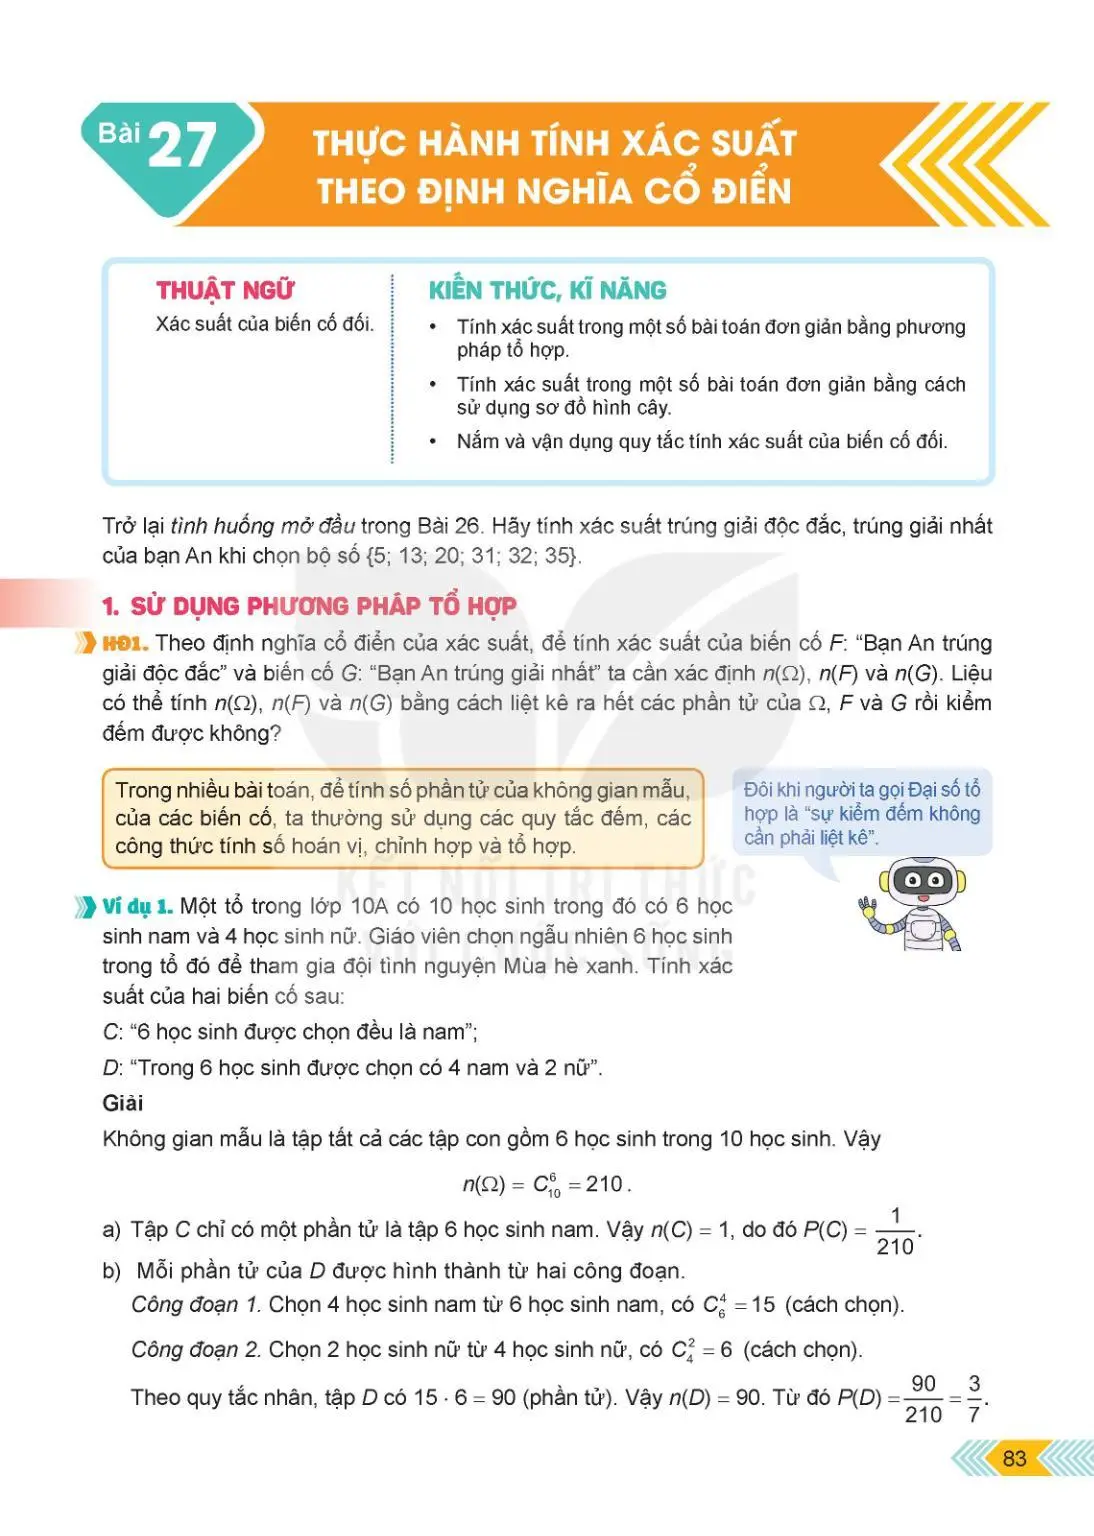 Bài 27
THỰC HÀNH TÍNH XÁC SUẤT
THEO ĐỊNH NGHĨA CỔ ĐIỂN
THUẬT NGỮ
Xác suất của biến cố đối.
KIẾN THỨC, KĨ NĂNG
• Tính xác suất trong một số bài toán đơn giản bằng phương
pháp tổ hợp.
• Tính xác suất trong một số bài toán đơn giản bằng cách
sử dụng sơ đồ hình cây.
• Nắm và vận dụng quy tắc tính xác suất của biến cố đối.
Trở lại tình huống mở đầu trong Bài 26. Hãy tính xác suất trúng giải độc đắc, trúng giải nhất
của bạn An khi chọn bộ số {5; 13; 20; 31; 32; 35}.
1. SỬ DỤNG PHƯƠNG PHÁP TỔ HỢP
HĐ1. Theo định nghĩa cổ điển của xác suất, để tính xác suất của biến cố F: “Bạn An trúng
giải độc đắc” và biến cố G: “Bạn An trúng giải nhất” ta cần xác định n(Ω), n(F) và n(G). Liệu
có thể tính n(Ω), n(F) và n(G) bằng cách liệt kê ra hết các phần tử của Ω, F và G rồi kiểm
đếm được không?
Trong nhiều bài toán, để tính số phần tử của không gian mẫu,
của các biến cố, ta thường sử dụng các quy tắc đếm, các
công thức tính số hoán vị, chỉnh hợp và tổ hợp.
Đôi khi người ta gọi Đại số tổ
hợp là “sự kiểm đếm không
cần phải liệt kê”.
KẾT NỐI TRI THỨC
VỚI CUỘC SỐNG
Ví dụ 1. Một tổ trong lớp 10A có 10 học sinh trong đó có 6 học
sinh nam và 4 học sinh nữ. Giáo viên chọn ngẫu nhiên 6 học sinh
trong tổ đó để tham gia đội tình nguyện Mùa hè xanh. Tính xác
suất của hai biến cố sau:
C: “6 học sinh được chọn đều là nam”;
D: “Trong 6 học sinh được chọn có 4 nam và 2 nữ”.
Giải
Không gian mẫu là tập tất cả các tập con gồm 6 học sinh trong 10 học sinh. Vậy
n(Ω) = C₁₀⁶ = 210.
a) Tập C chỉ có một phần tử là tập 6 học sinh nam. Vậy n(C) = 1, do đó P(C) = 1/210.
b) Mỗi phần tử của D được hình thành từ hai công đoạn.
Công đoạn 1. Chọn 4 học sinh nam từ 6 học sinh nam, có C₆⁴ = 15 (cách chọn).
Công đoạn 2. Chọn 2 học sinh nữ từ 4 học sinh nữ, có C₄² = 6 (cách chọn).
Theo quy tắc nhân, tập D có 15 · 6 = 90 (phần tử). Vậy n(D) = 90. Từ đó P(D) = 90/210 = 3/7.
83